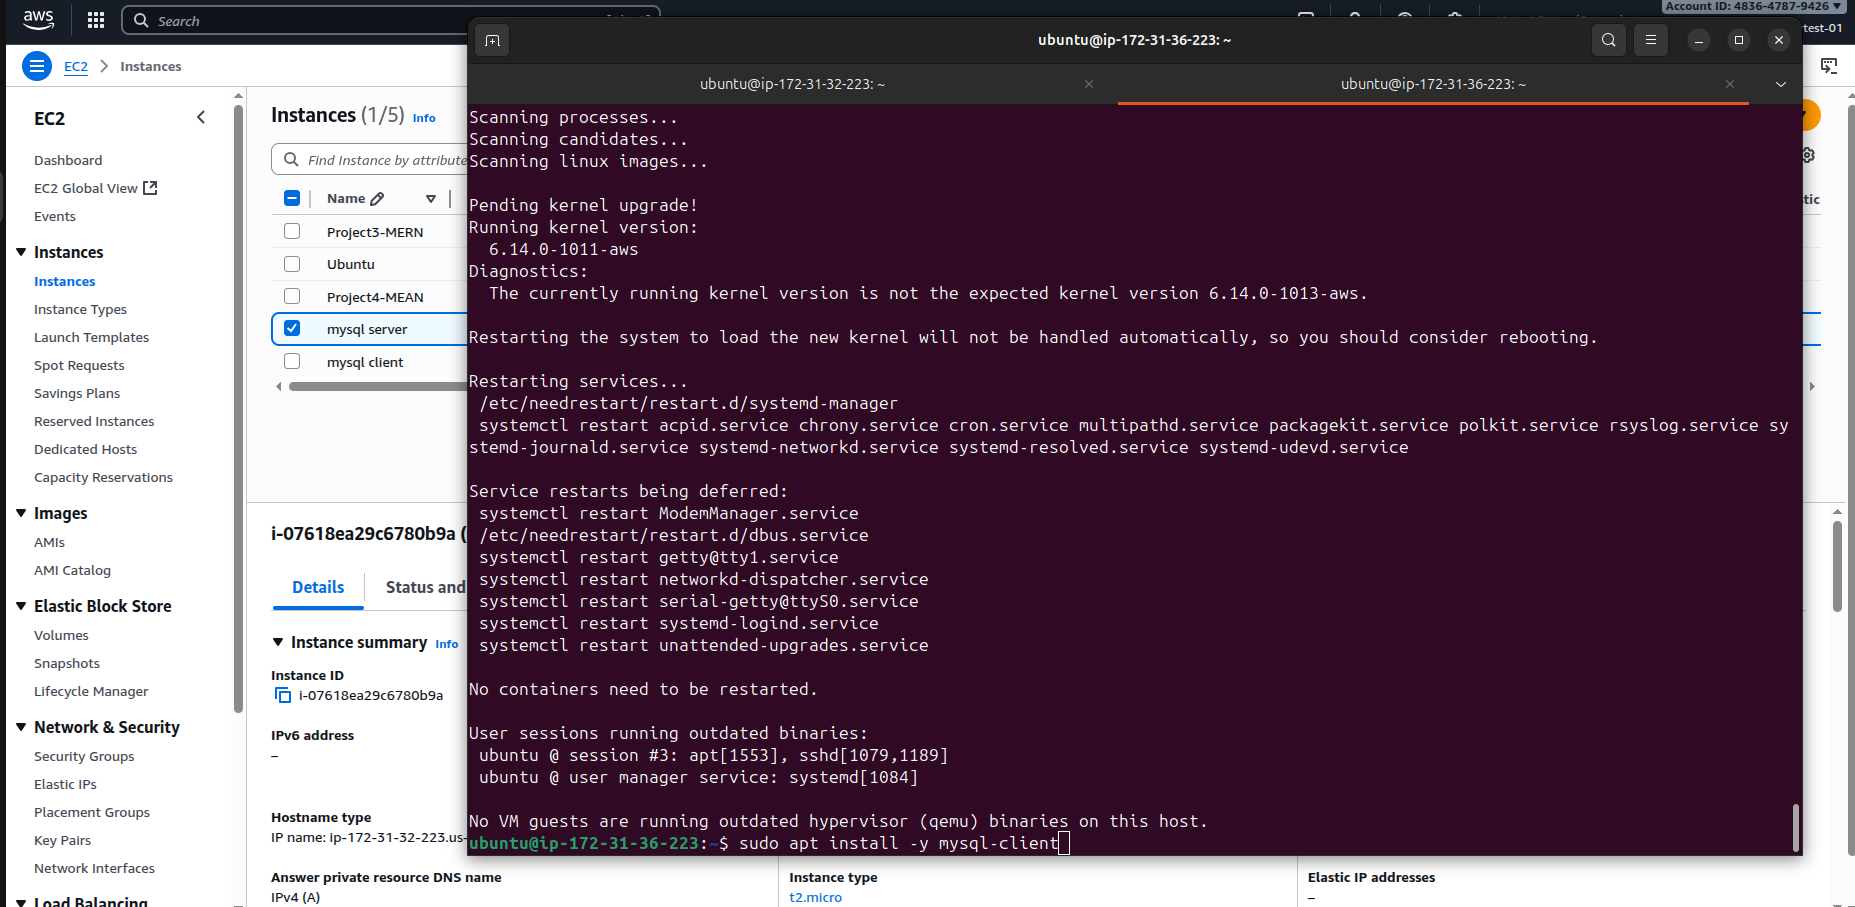 aws
Search
Account ID: 4836-4787-9426
test-01
EC2
Instances
EC2
Dashboard
EC2 Global View
Events
Instances
Instances
Instance Types
Launch Templates
Spot Requests
Savings Plans
Reserved Instances
Dedicated Hosts
Capacity Reservations
Images
AMIs
AMI Catalog
Elastic Block Store
Volumes
Snapshots
Lifecycle Manager
Network & Security
Security Groups
Elastic IPs
Placement Groups
Key Pairs
Network Interfaces
Load Balancing
Instances (1/5) Info
Find Instance by attribute
Name
tic
Project3-MERN
Ubuntu
Project4-MEAN
mysql server
mysql client
i-07618ea29c6780b9a (
Details
Status and
Instance summary Info
Instance ID
i-07618ea29c6780b9a
IPv6 address
–
Hostname type
IP name: ip-172-31-32-223.us-
Answer private resource DNS name
IPv4 (A)
Instance type
t2.micro
Elastic IP addresses
–
ubuntu@ip-172-31-36-223: ~
ubuntu@ip-172-31-32-223: ~
ubuntu@ip-172-31-36-223: ~
Scanning processes...
Scanning candidates...
Scanning linux images...
Pending kernel upgrade!
Running kernel version:
6.14.0-1011-aws
Diagnostics:
The currently running kernel version is not the expected kernel version 6.14.0-1013-aws.
Restarting the system to load the new kernel will not be handled automatically, so you should consider rebooting.
Restarting services...
/etc/needrestart/restart.d/systemd-manager
systemctl restart acpid.service chrony.service cron.service multipathd.service packagekit.service polkit.service rsyslog.service sy
stemd-journald.service systemd-networkd.service systemd-resolved.service systemd-udevd.service
Service restarts being deferred:
systemctl restart ModemManager.service
/etc/needrestart/restart.d/dbus.service
systemctl restart getty@tty1.service
systemctl restart networkd-dispatcher.service
systemctl restart serial-getty@ttyS0.service
systemctl restart systemd-logind.service
systemctl restart unattended-upgrades.service
No containers need to be restarted.
User sessions running outdated binaries:
ubuntu @ session #3: apt[1553], sshd[1079,1189]
ubuntu @ user manager service: systemd[1084]
No VM guests are running outdated hypervisor (qemu) binaries on this host.
ubuntu@ip-172-31-36-223:~$ sudo apt install -y mysql-client